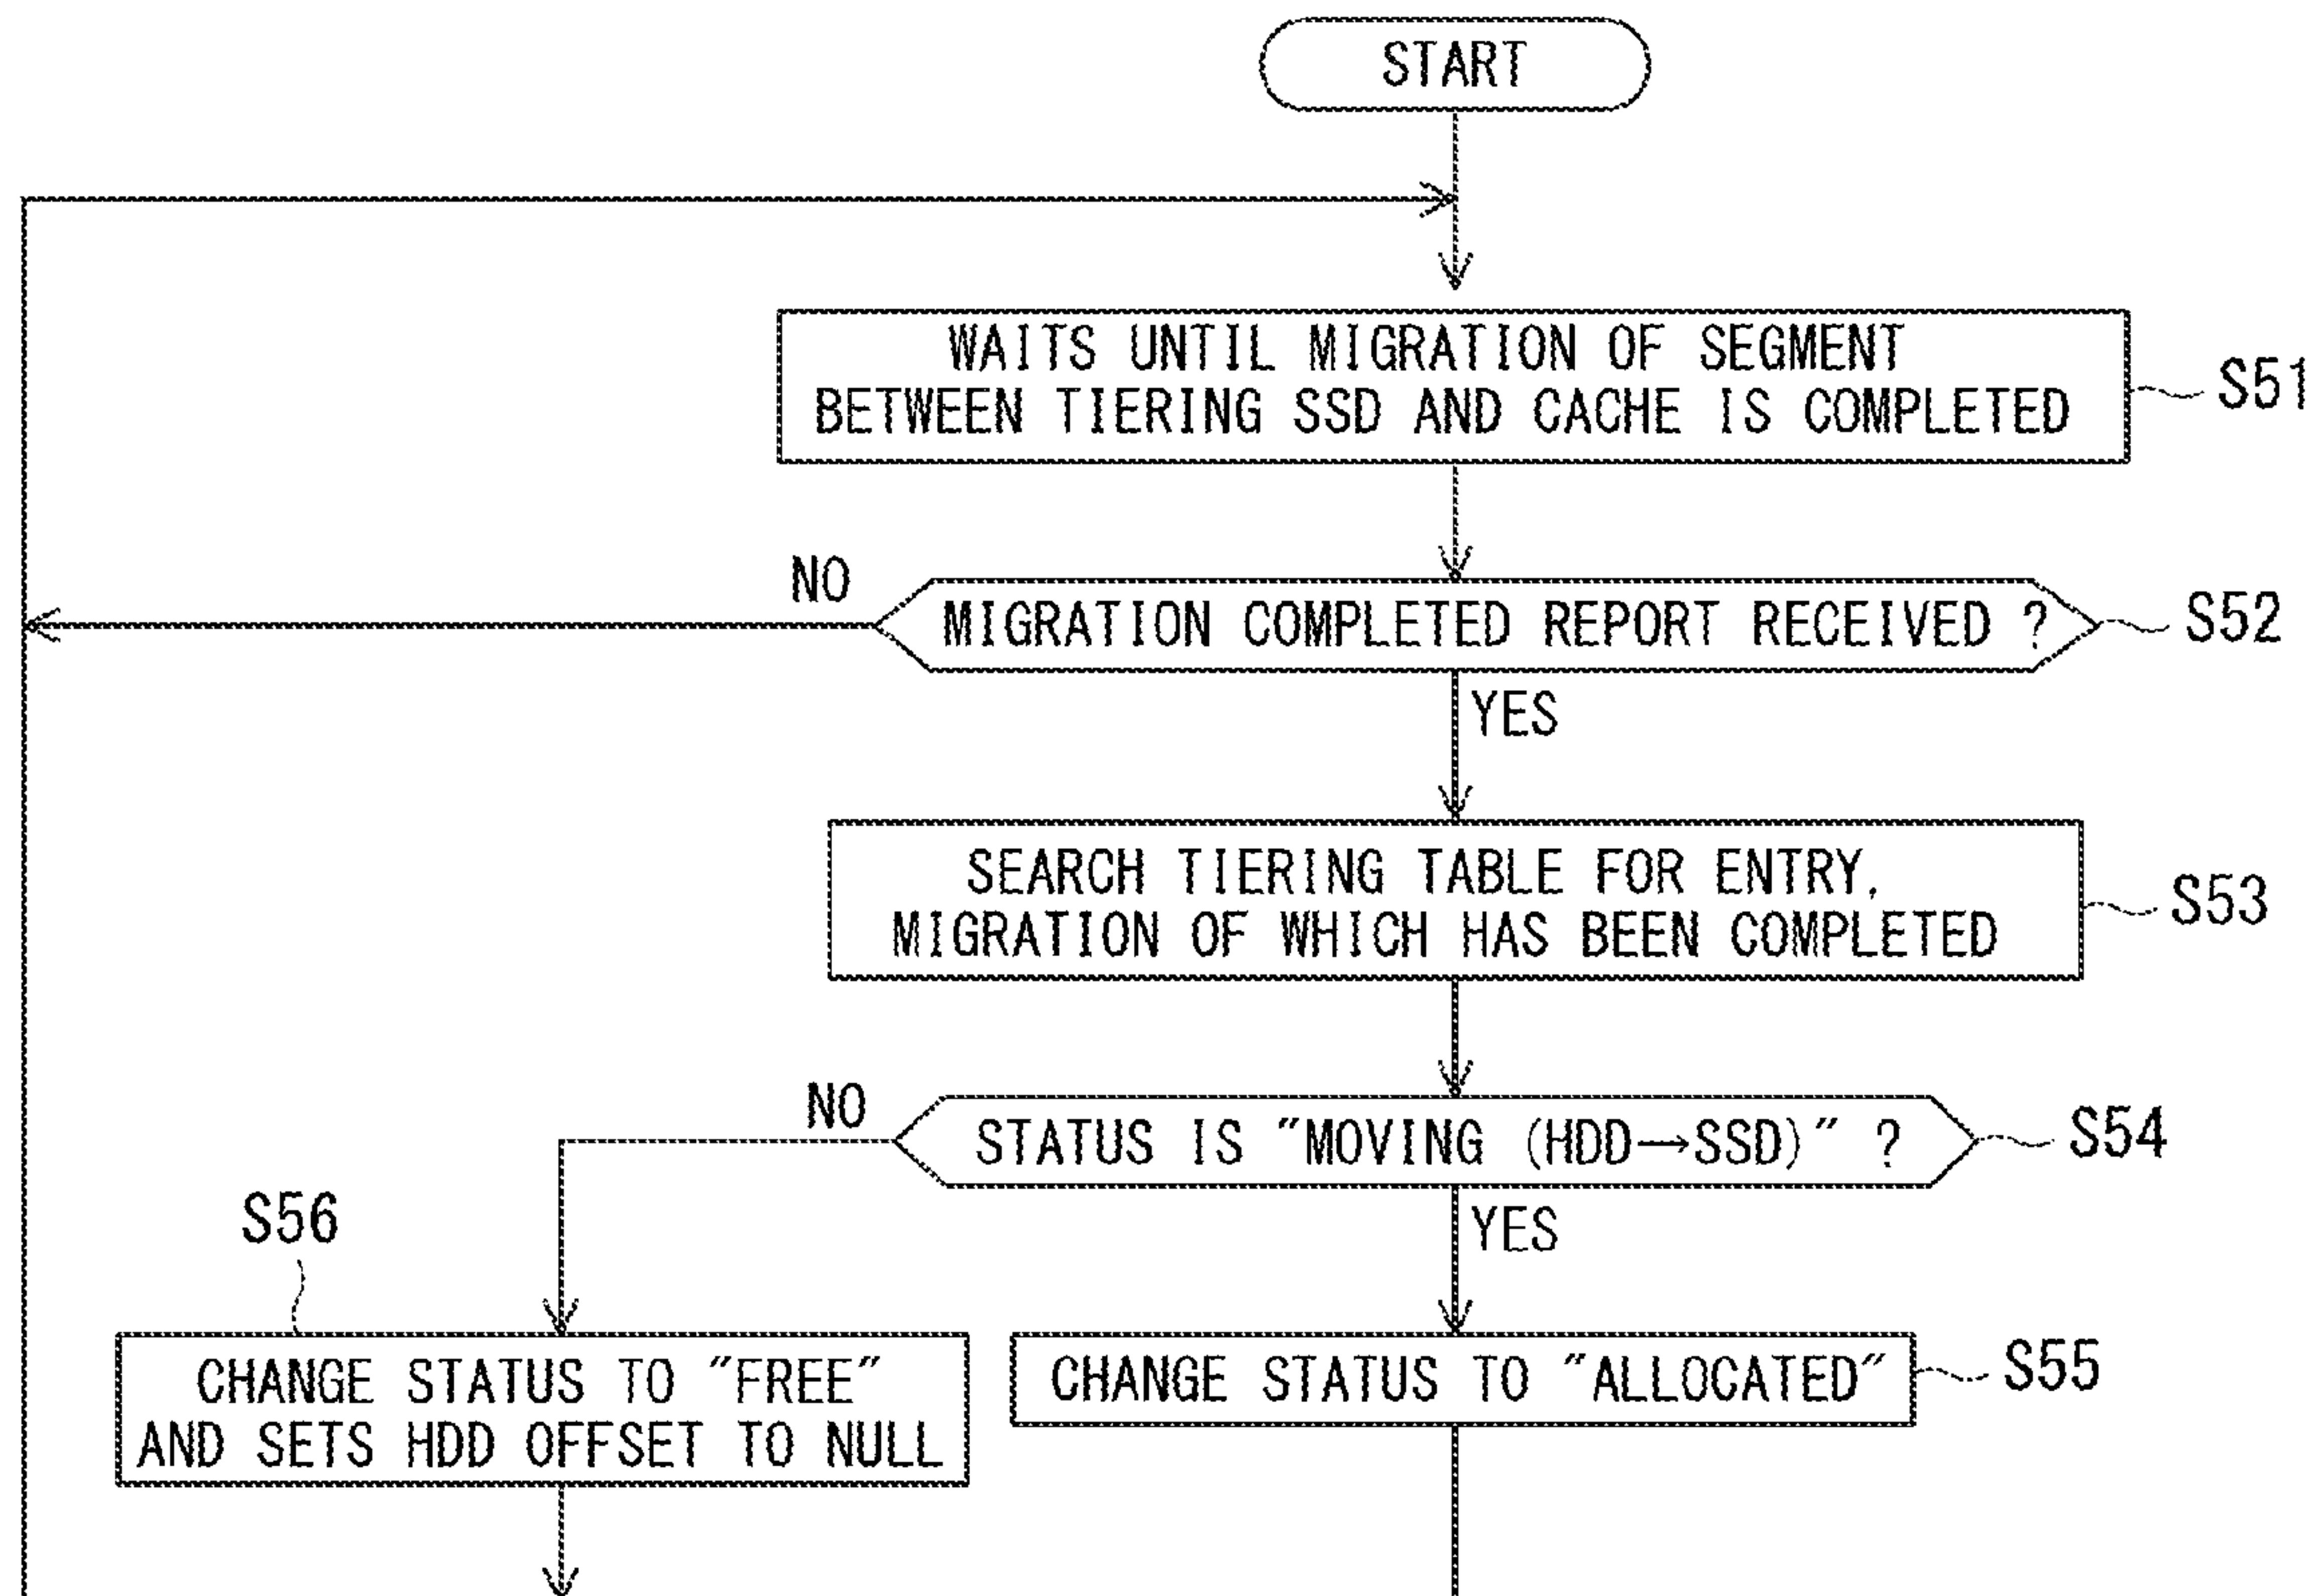 START
WAITS UNTIL MIGRATION OF SEGMENT
BETWEEN TIERING SSD AND CACHE IS COMPLETED
S51
NO
MIGRATION COMPLETED REPORT RECEIVED ?
S52
YES
SEARCH TIERING TABLE FOR ENTRY,
MIGRATION OF WHICH HAS BEEN COMPLETED
S53
NO
STATUS IS "MOVING (HDD→SSD)" ?
S54
YES
S56
CHANGE STATUS TO "FREE"
AND SETS HDD OFFSET TO NULL
CHANGE STATUS TO "ALLOCATED"
S55